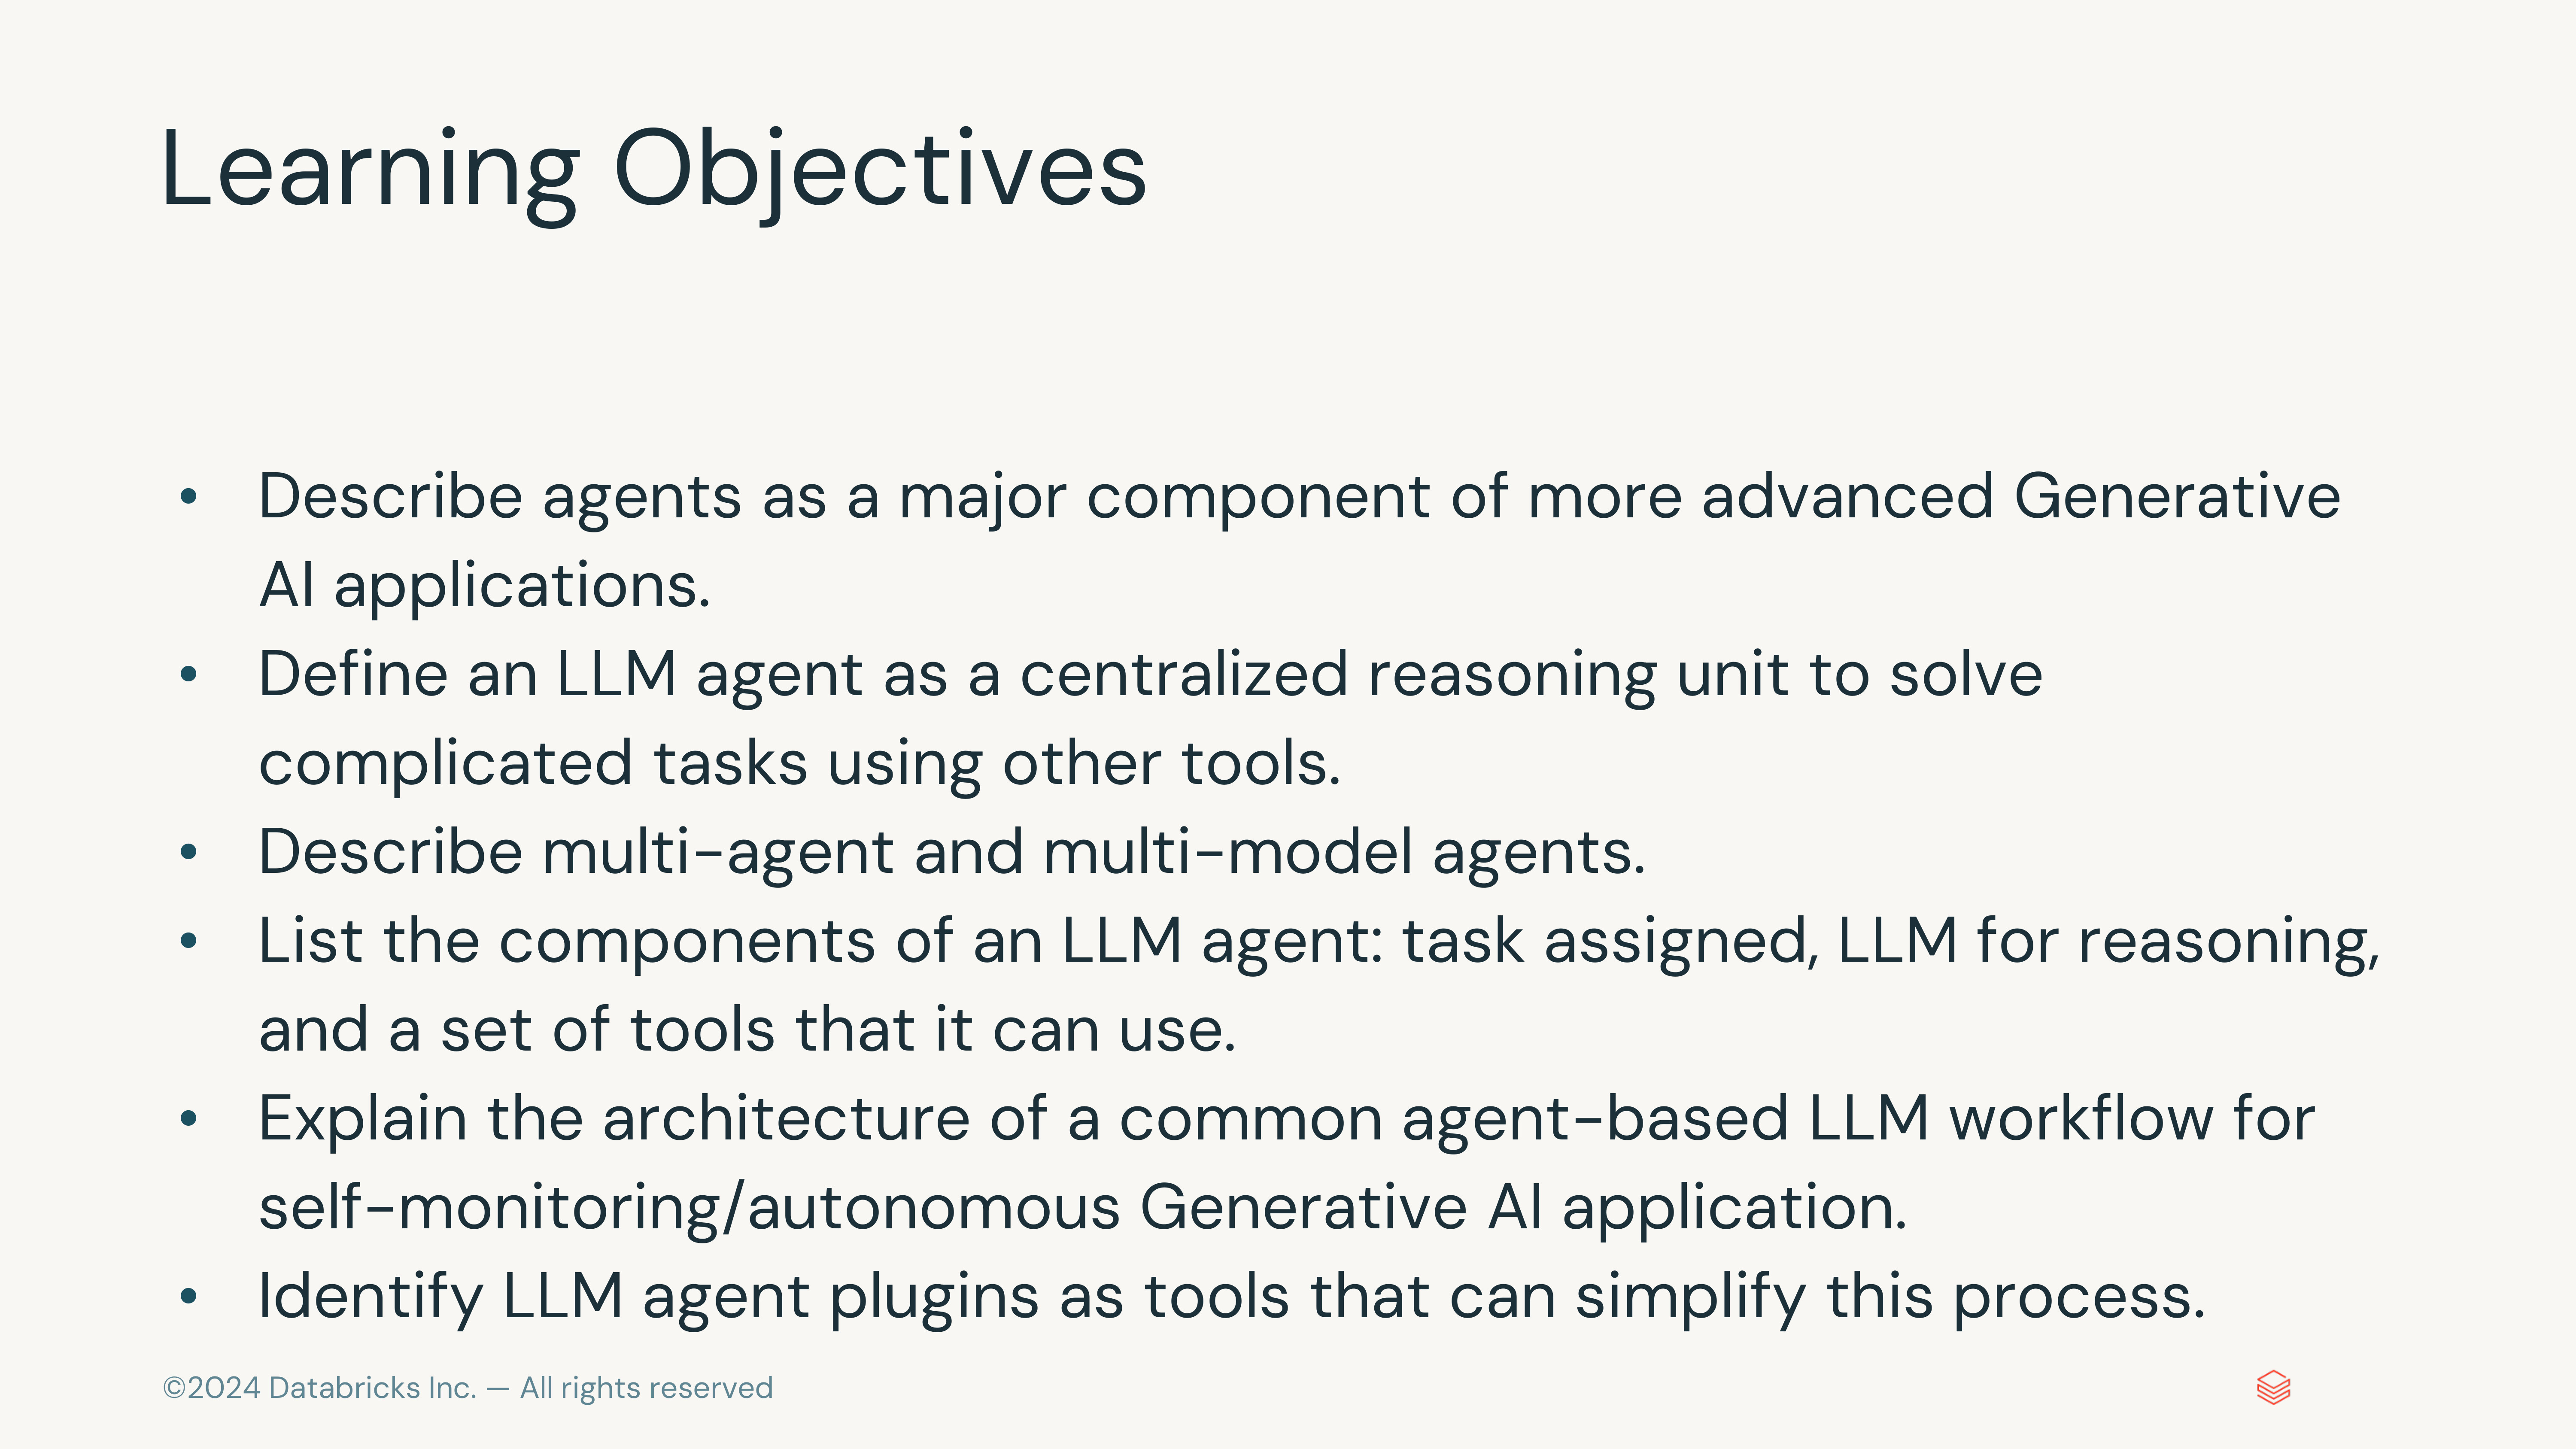 Learning Objectives
• Describe agents as a major component of more advanced Generative
AI applications.
• Define an LLM agent as a centralized reasoning unit to solve
complicated tasks using other tools.
• Describe multi-agent and multi-model agents.
• List the components of an LLM agent: task assigned, LLM for reasoning,
and a set of tools that it can use.
• Explain the architecture of a common agent-based LLM workflow for
self-monitoring/autonomous Generative AI application.
• Identify LLM agent plugins as tools that can simplify this process.
©2024 Databricks Inc. — All rights reserved